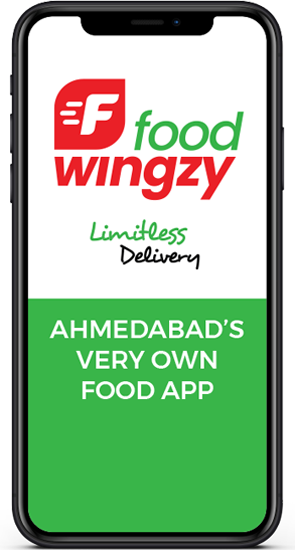 F food
wingzy
Limitless
Delivery
AHMEDABAD'S
VERY OWN
FOOD APP